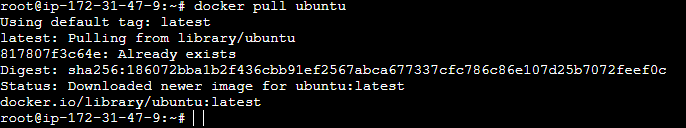 root@ip-172-31-47-9:~# docker pull ubuntu
Using default tag: latest
latest: Pulling from library/ubuntu
817807f3c64e: Already exists
Digest: sha256:186072bba1b2f436cbb91ef2567abca677337cfc786c86e107d25b7072feef0c
Status: Downloaded newer image for ubuntu:latest
docker.io/library/ubuntu:latest
root@ip-172-31-47-9:~#